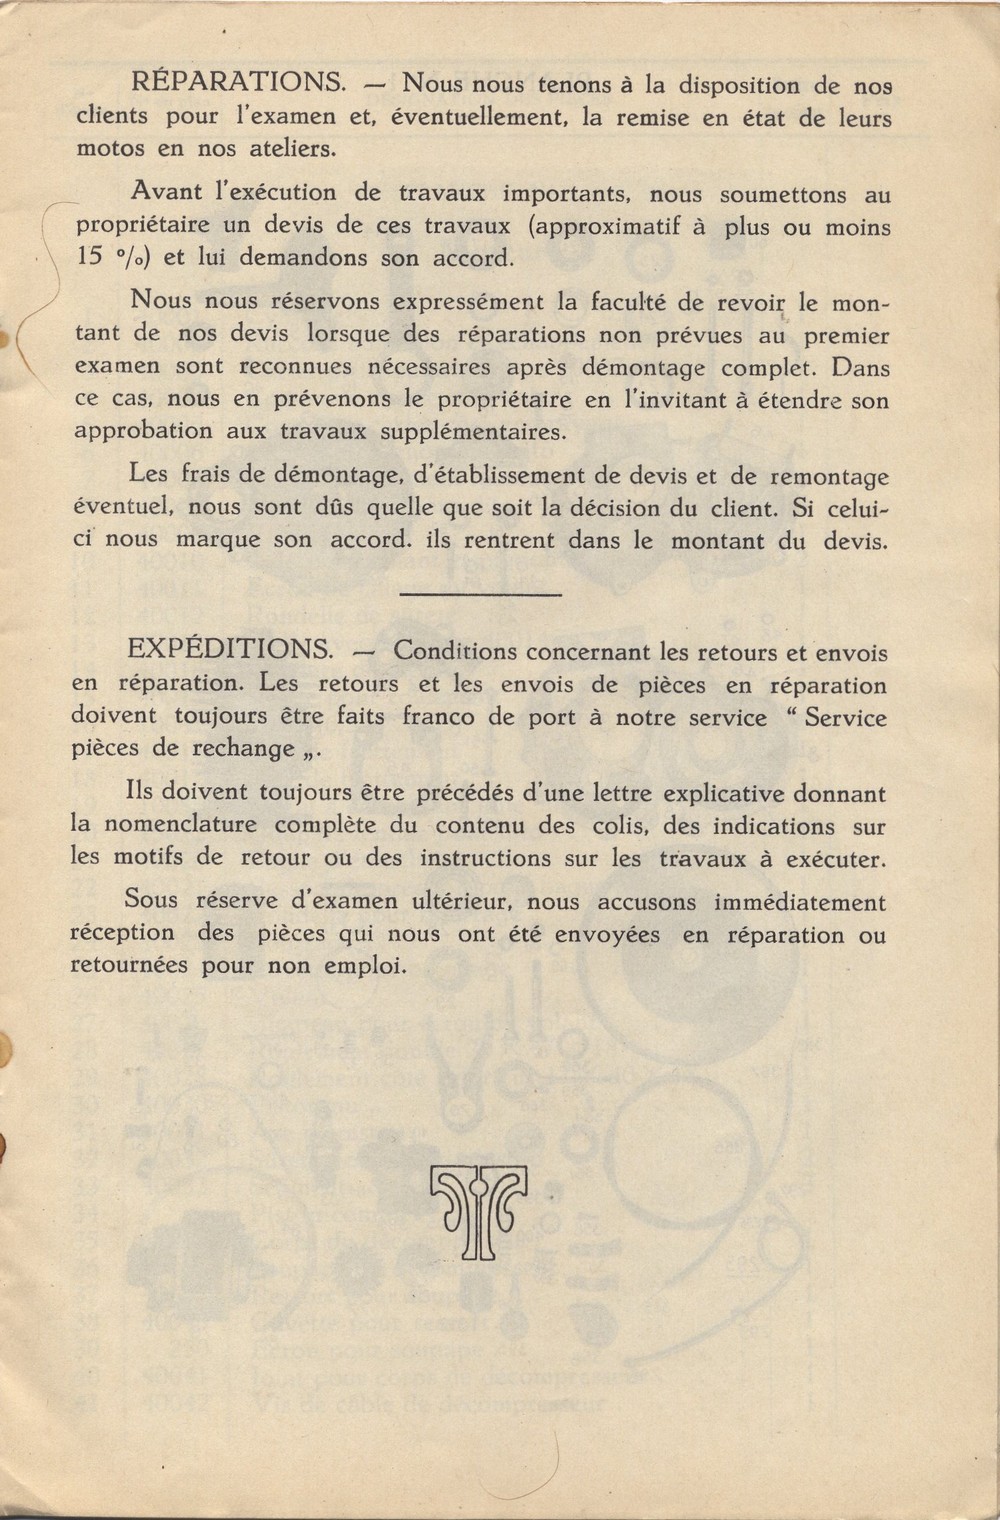 RÉPARATIONS. — Nous nous tenons à la disposition de nos
clients pour l'examen et, éventuellement, la remise en état de leurs
motos en nos ateliers.
Avant l'exécution de travaux importants, nous soumettons au
propriétaire un devis de ces travaux (approximatif à plus ou moins
15 %) et lui demandons son accord.
Nous nous réservons expressément la faculté de revoir le mon-
tant de nos devis lorsque des réparations non prévues au premier
examen sont reconnues nécessaires après démontage complet. Dans
ce cas, nous en prévenons le propriétaire en l'invitant à étendre son
approbation aux travaux supplémentaires.
Les frais de démontage, d'établissement de devis et de remontage
éventuel, nous sont dûs quelle que soit la décision du client. Si celui-
ci nous marque son accord. ils rentrent dans le montant du devis.
EXPÉDITIONS. — Conditions concernant les retours et envois
en réparation. Les retours et les envois de pièces en réparation
doivent toujours être faits franco de port à notre service “ Service
pièces de rechange „.
Ils doivent toujours être précédés d'une lettre explicative donnant
la nomenclature complète du contenu des colis, des indications sur
les motifs de retour ou des instructions sur les travaux à exécuter.
Sous réserve d'examen ultérieur, nous accusons immédiatement
réception des pièces qui nous ont été envoyées en réparation ou
retournées pour non emploi.